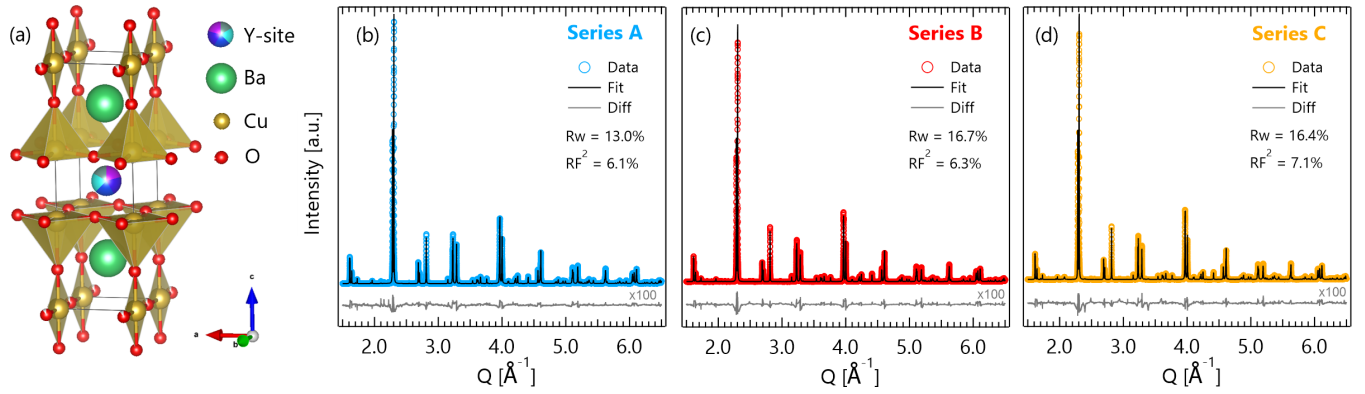 (a)
Y-site
Ba
Cu
O
c
a
b
Intensity [a.u.]
(b)
Series A
Data
Fit
Diff
Rw = 13.0%
RF² = 6.1%
x100
2.0 3.0 4.0 5.0 6.0
Q [Å⁻¹]
(c)
Series B
Data
Fit
Diff
Rw = 16.7%
RF² = 6.3%
x100
2.0 3.0 4.0 5.0 6.0
Q [Å⁻¹]
(d)
Series C
Data
Fit
Diff
Rw = 16.4%
RF² = 7.1%
x100
2.0 3.0 4.0 5.0 6.0
Q [Å⁻¹]